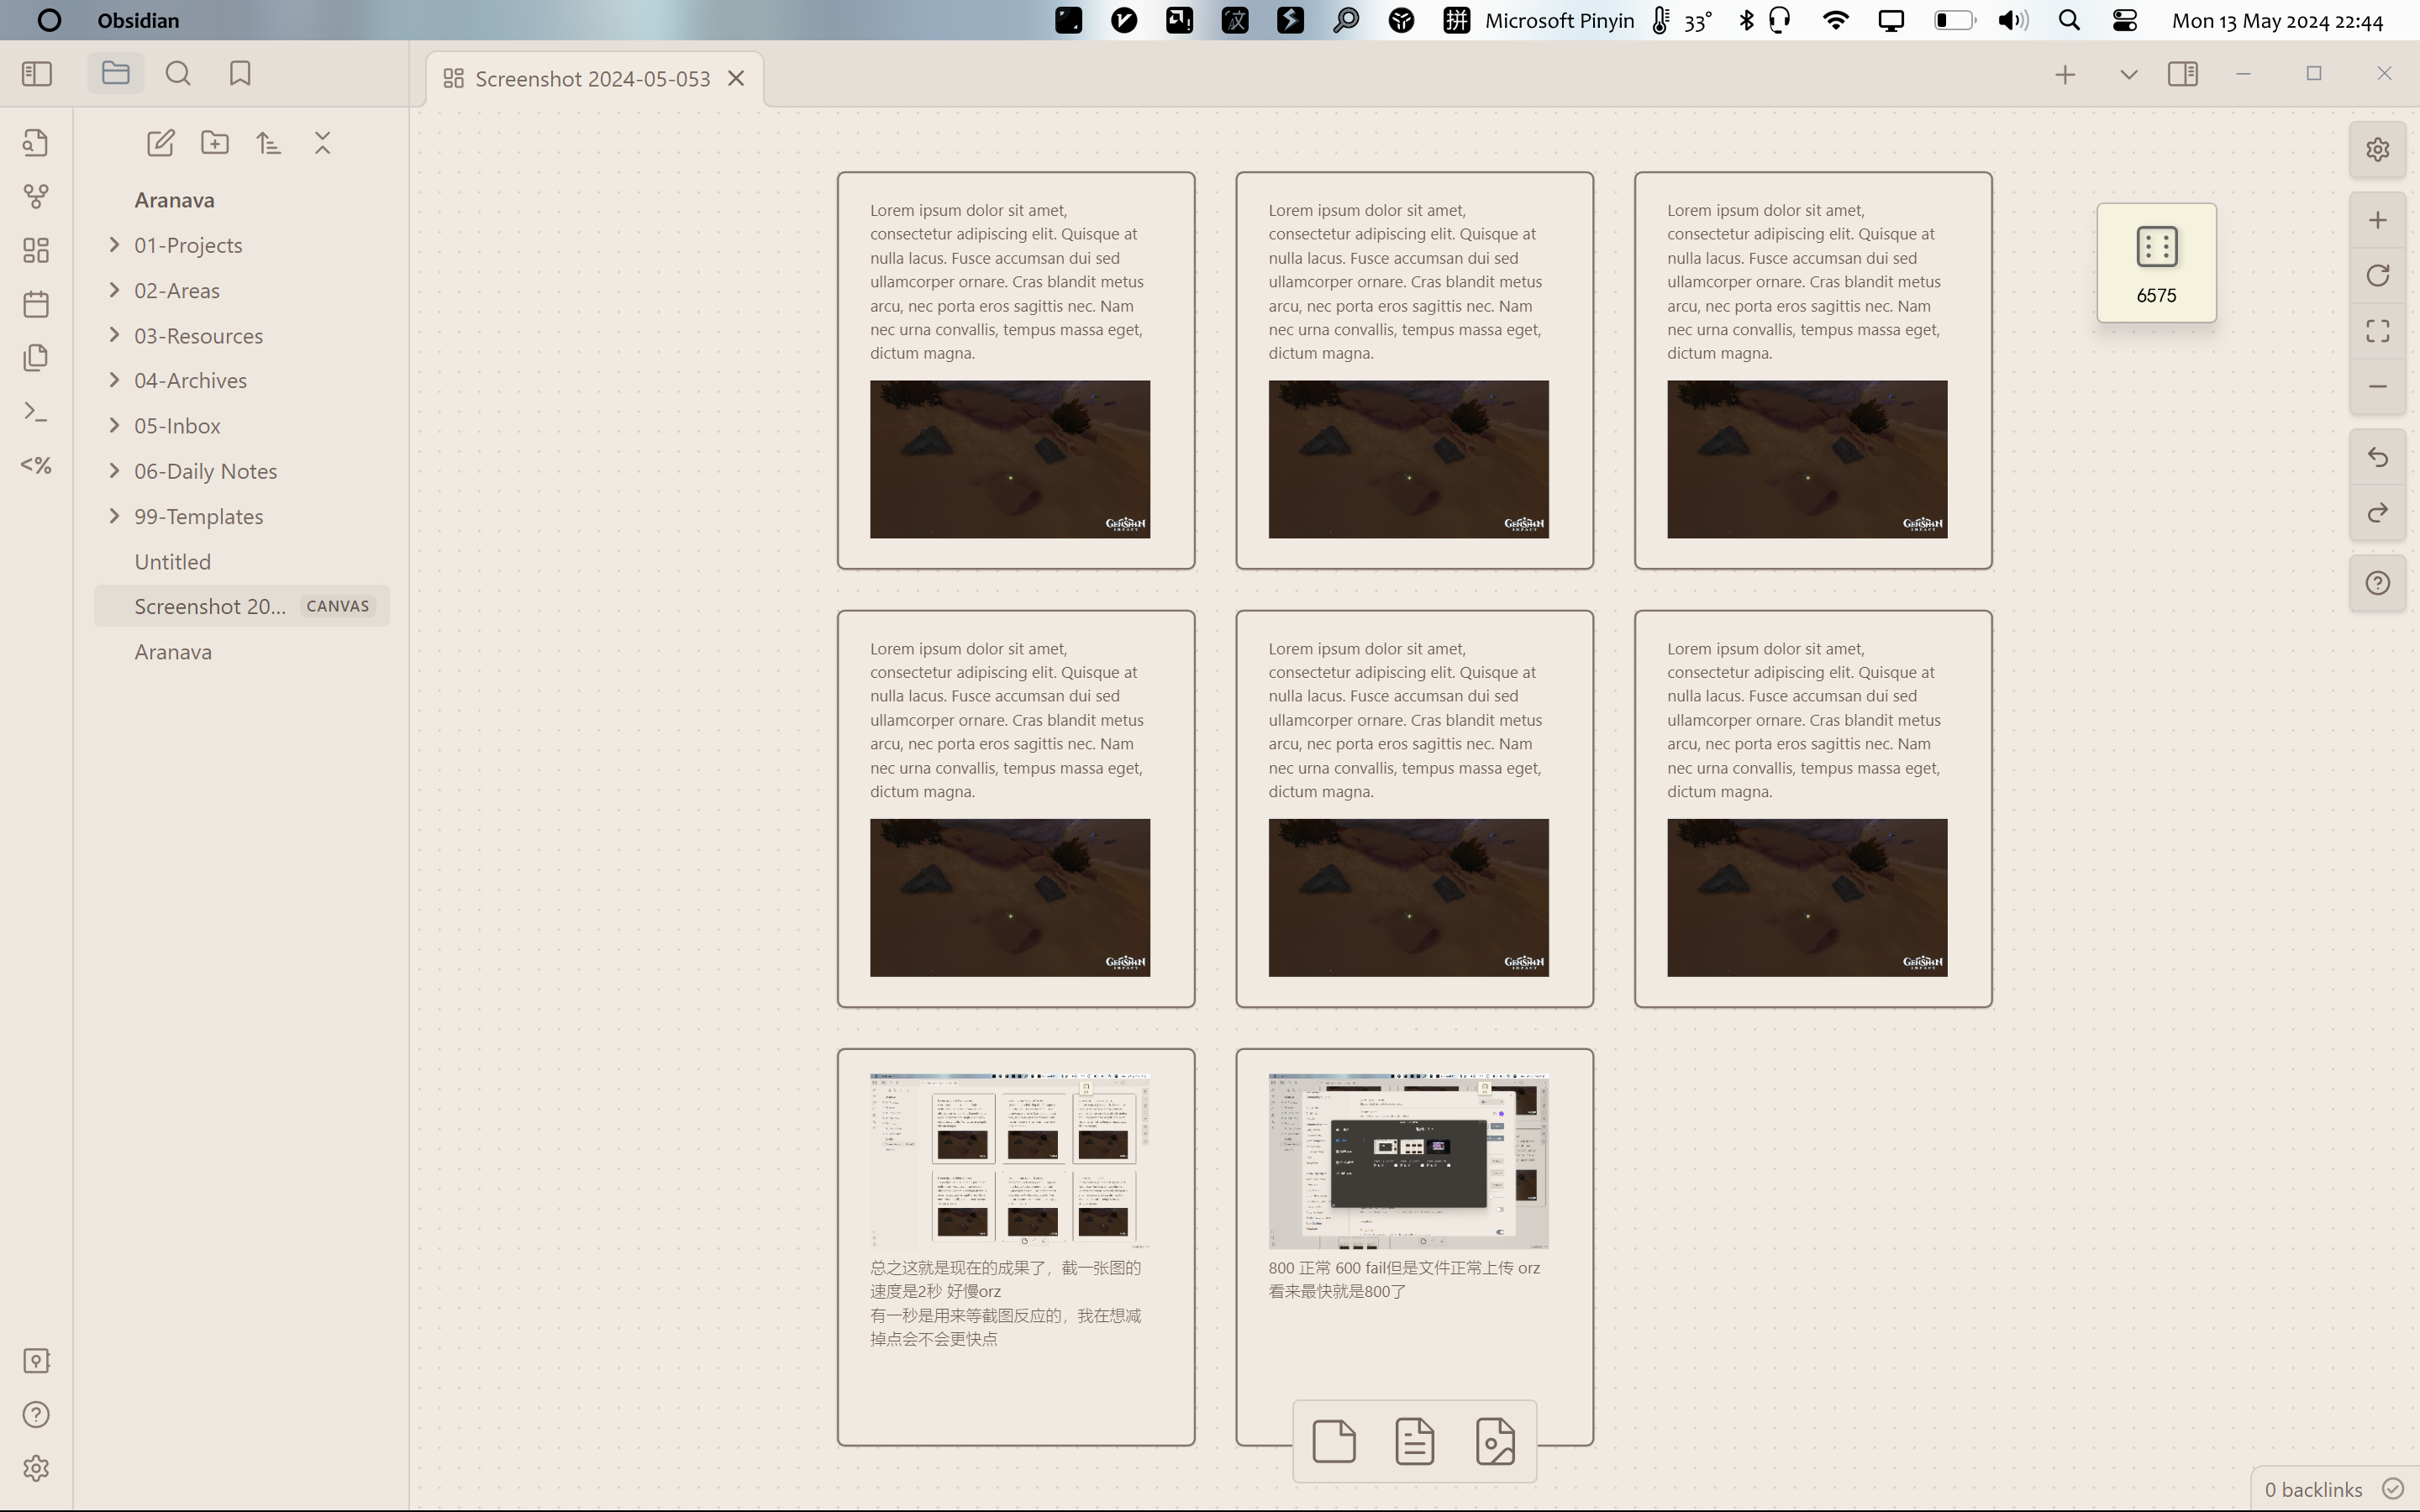 Obsidian
Microsoft Pinyin
33°
Mon 13 May 2024 22:44
Screenshot 2024-05-053
Aranava
01-Projects
02-Areas
03-Resources
04-Archives
05-Inbox
06-Daily Notes
99-Templates
Untitled
Screenshot 20...
CANVAS
Aranava
Lorem ipsum dolor sit amet,
consectetur adipiscing elit. Quisque at
nulla lacus. Fusce accumsan dui sed
ullamcorper ornare. Cras blandit metus
arcu, nec porta eros sagittis nec. Nam
nec urna convallis, tempus massa eget,
dictum magna.
GENSHIN
IMPACT
Lorem ipsum dolor sit amet,
consectetur adipiscing elit. Quisque at
nulla lacus. Fusce accumsan dui sed
ullamcorper ornare. Cras blandit metus
arcu, nec porta eros sagittis nec. Nam
nec urna convallis, tempus massa eget,
dictum magna.
GENSHIN
IMPACT
Lorem ipsum dolor sit amet,
consectetur adipiscing elit. Quisque at
nulla lacus. Fusce accumsan dui sed
ullamcorper ornare. Cras blandit metus
arcu, nec porta eros sagittis nec. Nam
nec urna convallis, tempus massa eget,
dictum magna.
GENSHIN
IMPACT
6575
Lorem ipsum dolor sit amet,
consectetur adipiscing elit. Quisque at
nulla lacus. Fusce accumsan dui sed
ullamcorper ornare. Cras blandit metus
arcu, nec porta eros sagittis nec. Nam
nec urna convallis, tempus massa eget,
dictum magna.
GENSHIN
IMPACT
Lorem ipsum dolor sit amet,
consectetur adipiscing elit. Quisque at
nulla lacus. Fusce accumsan dui sed
ullamcorper ornare. Cras blandit metus
arcu, nec porta eros sagittis nec. Nam
nec urna convallis, tempus massa eget,
dictum magna.
GENSHIN
IMPACT
Lorem ipsum dolor sit amet,
consectetur adipiscing elit. Quisque at
nulla lacus. Fusce accumsan dui sed
ullamcorper ornare. Cras blandit metus
arcu, nec porta eros sagittis nec. Nam
nec urna convallis, tempus massa eget,
dictum magna.
GENSHIN
IMPACT
总之这就是现在的成果了，截一张图的
速度是2秒 好慢orz
有一秒是用来等截图反应的，我在想减
掉点会不会更快点
800 正常 600 fail但是文件正常上传 orz
看来最快就是800了
0 backlinks